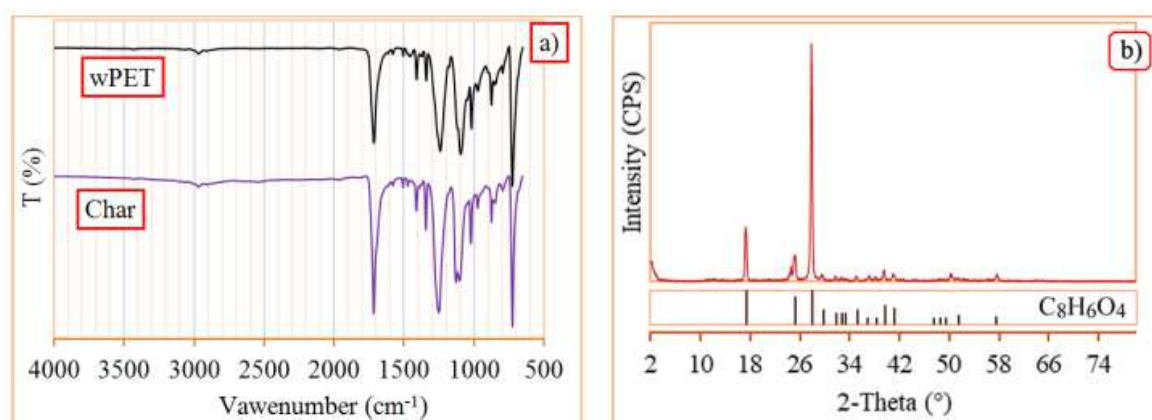 a)
wPET
Char
T (%)
4000 3500 3000 2500 2000 1500 1000 500
Vawenumber (cm⁻¹)
b)
Intensity (CPS)
C₈H₆O₄
2 10 18 26 34 42 50 58 66 74
2-Theta (°)